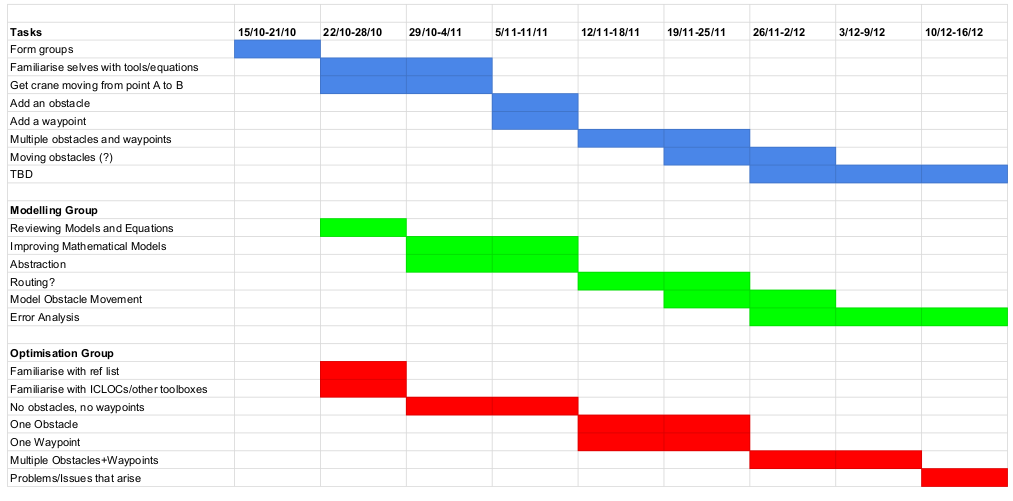 Tasks 15/10-21/10 22/10-28/10 29/10-4/11 5/11-11/11 12/11-18/11 19/11-25/11 26/11-2/12 3/12-9/12 10/12-16/12
Form groups
Familiarise selves with tools/equations
Get crane moving from point A to B
Add an obstacle
Add a waypoint
Multiple obstacles and waypoints
Moving obstacles (?)
TBD
Modelling Group
Reviewing Models and Equations
Improving Mathematical Models
Abstraction
Routing?
Model Obstacle Movement
Error Analysis
Optimisation Group
Familiarise with ref list
Familiarise with ICLOCs/other toolboxes
No obstacles, no waypoints
One Obstacle
One Waypoint
Multiple Obstacles+Waypoints
Problems/Issues that arise